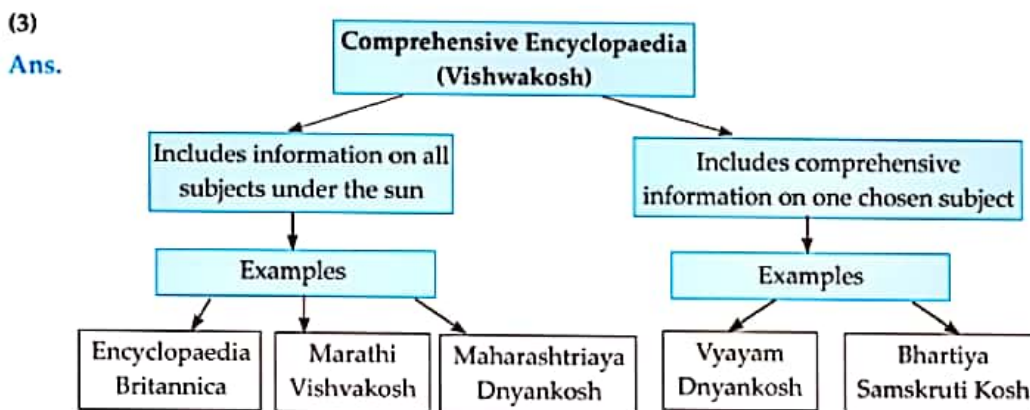 (3)
Ans.
Comprehensive Encyclopaedia
(Vishwakosh)
Includes information on all
subjects under the sun
Includes comprehensive
information on one chosen subject
Examples
Examples
Encyclopaedia
Britannica
Marathi
Vishvakosh
Maharashtriaya
Dnyankosh
Vyayam
Dnyankosh
Bhartiya
Samskruti Kosh